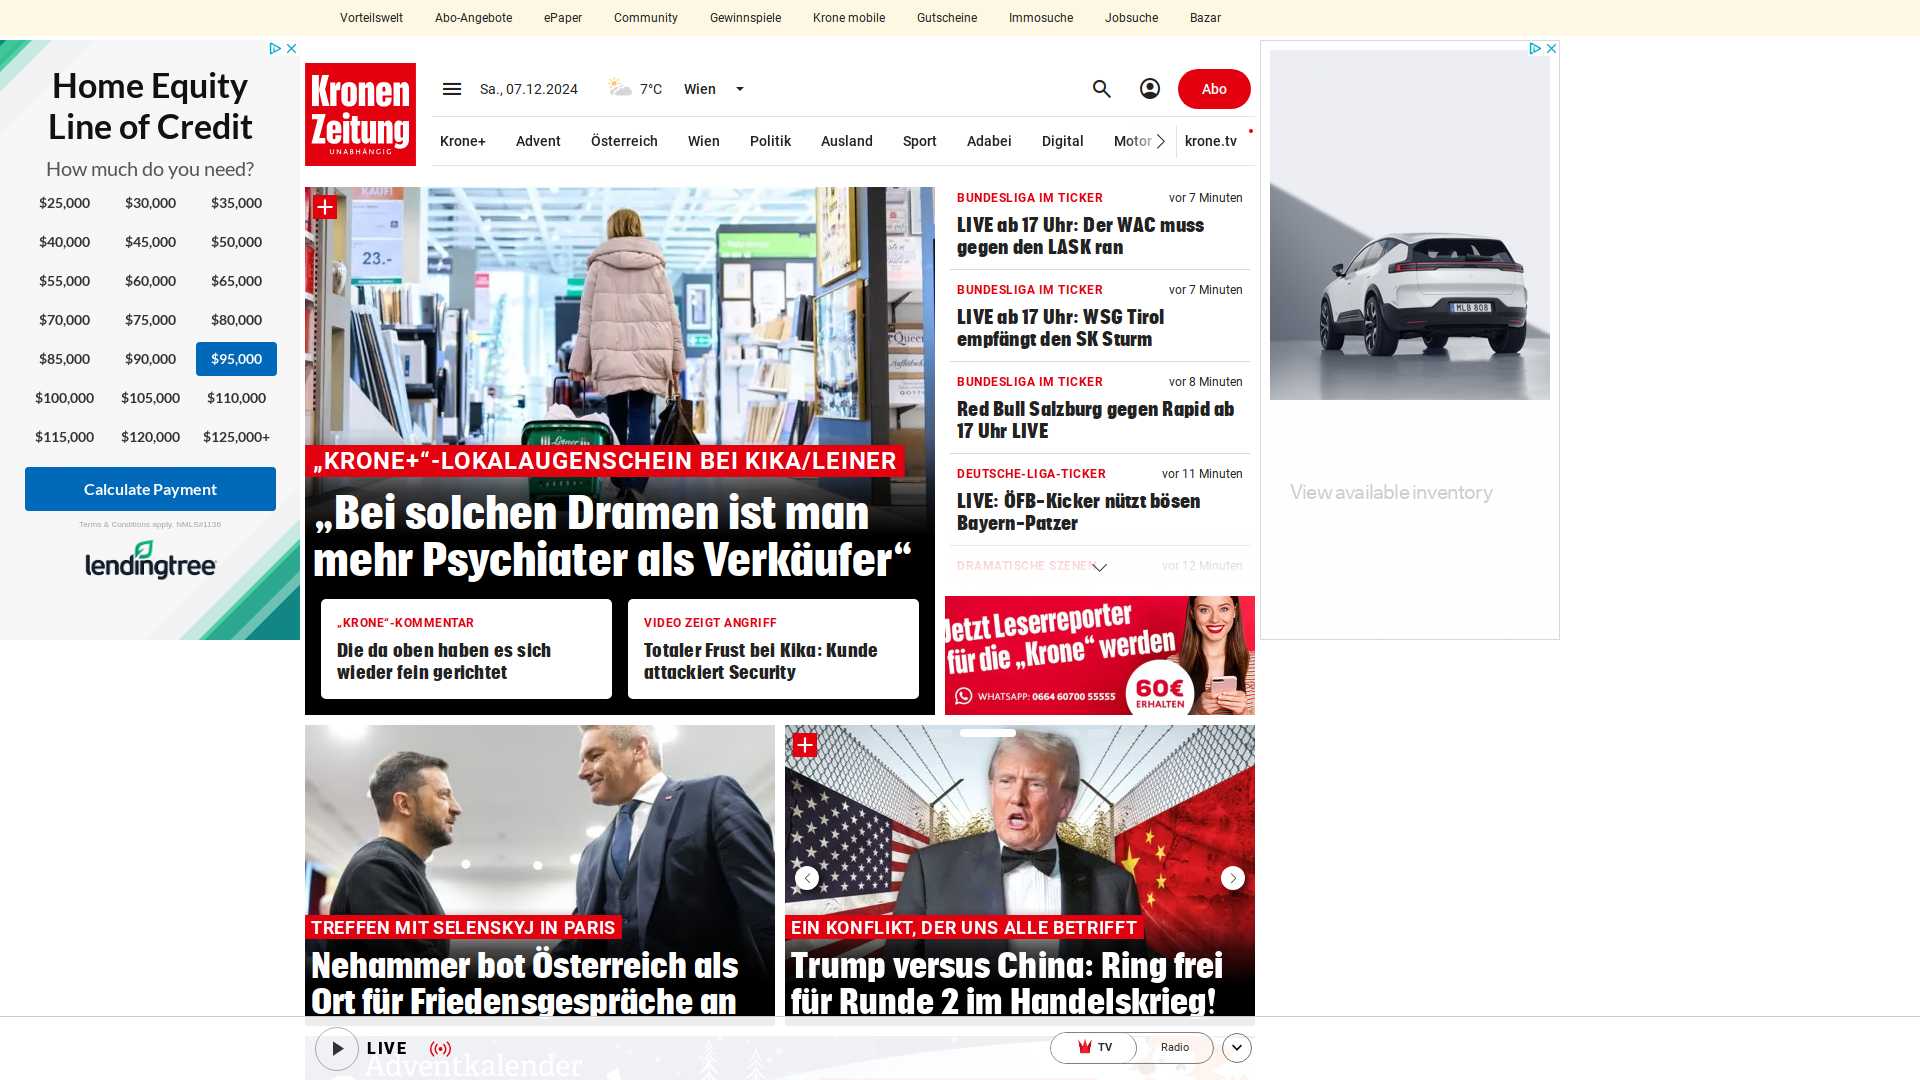 Vorteilswelt
Abo-Angebote
ePaper
Community
Gewinnspiele
Krone mobile
Gutscheine
Immosuche
Jobsuche
Bazar
Home Equity
Line of Credit
How much do you need?
$25,000 $30,000 $35,000
$40,000 $45,000 $50,000
$55,000 $60,000 $65,000
$70,000 $75,000 $80,000
$85,000 $90,000 $95,000
$100,000 $105,000 $110,000
$115,000 $120,000 $125,000+
Calculate Payment
Terms & Conditions apply. NMLS#1136
lendingtree
Kronen
Zeitung
UNABHÄNGIG
Sa., 07.12.2024
7°C
Wien
Abo
Krone+
Advent
Österreich
Wien
Politik
Ausland
Sport
Adabei
Digital
Motor
krone.tv
23.-
„KRONE+“-LOKALAUGENSCHEIN BEI KIKA/LEINER
„Bei solchen Dramen ist man
mehr Psychiater als Verkäufer“
„KRONE“-KOMMENTAR
Die da oben haben es sich
wieder fein gerichtet
VIDEO ZEIGT ANGRIFF
Totaler Frust bei Kika: Kunde
attackiert Security
BUNDESLIGA IM TICKER vor 7 Minuten
LIVE ab 17 Uhr: Der WAC muss
gegen den LASK ran
BUNDESLIGA IM TICKER vor 7 Minuten
LIVE ab 17 Uhr: WSG Tirol
empfängt den SK Sturm
BUNDESLIGA IM TICKER vor 8 Minuten
Red Bull Salzburg gegen Rapid ab
17 Uhr LIVE
DEUTSCHE-LIGA-TICKER vor 11 Minuten
LIVE: ÖFB-Kicker nützt bösen
Bayern-Patzer
DRAMATISCHE SZENEN vor 12 Minuten
Jetzt Leserreporter
für die „Krone“ werden
WHATSAPP: 0664 60700 55555
60€
ERHALTEN
MLB 808
View available inventory
TREFFEN MIT SELENSKYJ IN PARIS
Nehammer bot Österreich als
Ort für Friedensgespräche an
EIN KONFLIKT, DER UNS ALLE BETRIFFT
Trump versus China: Ring frei
für Runde 2 im Handelskrieg!
Adventkalender
LIVE
TV
Radio